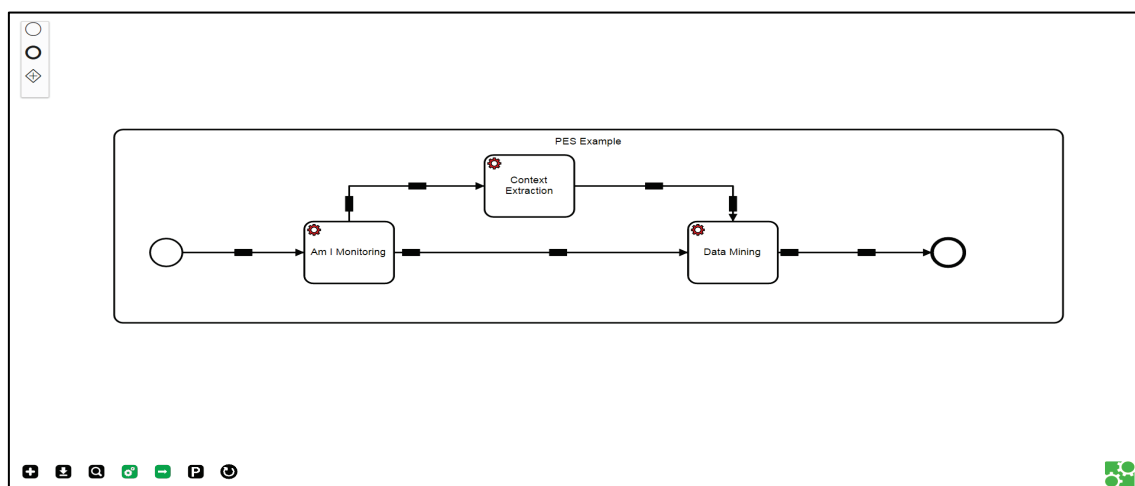 PES Example
Context
Extraction
Am I Monitoring
Data Mining
P